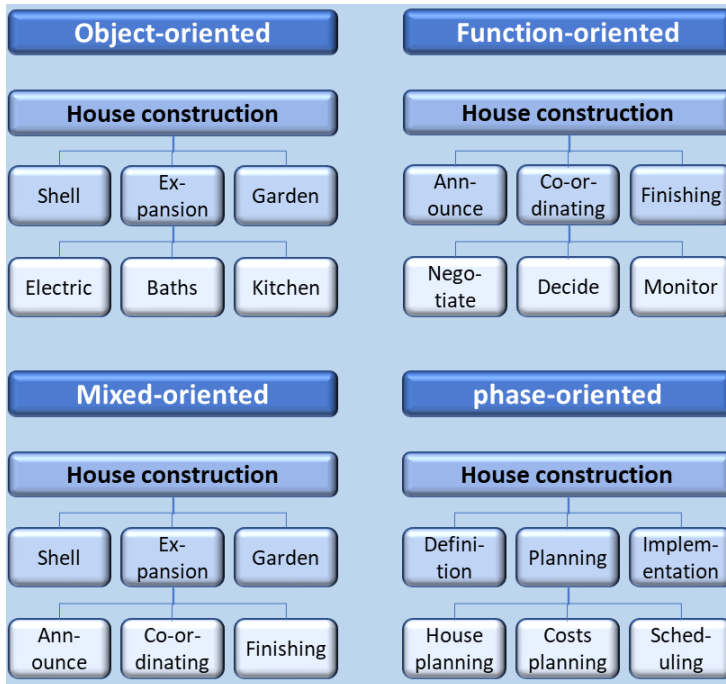 Object-oriented
House construction
Shell
Ex-
pansion
Garden
Electric
Baths
Kitchen
Function-oriented
House construction
Ann-
ounce
Co-or-
dinating
Finishing
Nego-
tiate
Decide
Monitor
Mixed-oriented
House construction
Shell
Ex-
pansion
Garden
Ann-
ounce
Co-or-
dinating
Finishing
phase-oriented
House construction
Defini-
tion
Planning
Implem-
entation
House
planning
Costs
planning
Sched-
uling